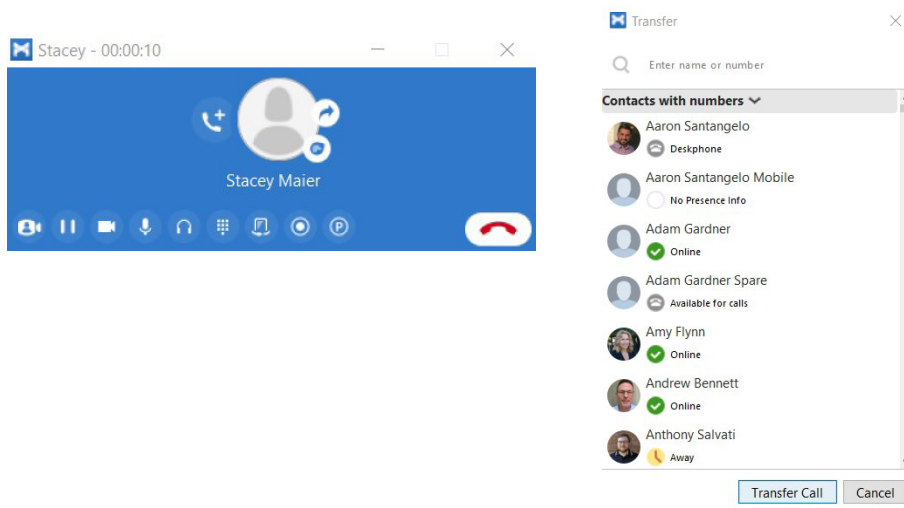 Stacey - 00:00:10
Stacey Maier
P
Transfer
Enter name or number
Contacts with numbers
Aaron Santangelo
Deskphone
Aaron Santangelo Mobile
No Presence Info
Adam Gardner
Online
Adam Gardner Spare
Available for calls
Amy Flynn
Online
Andrew Bennett
Online
Anthony Salvati
Away
Transfer Call
Cancel